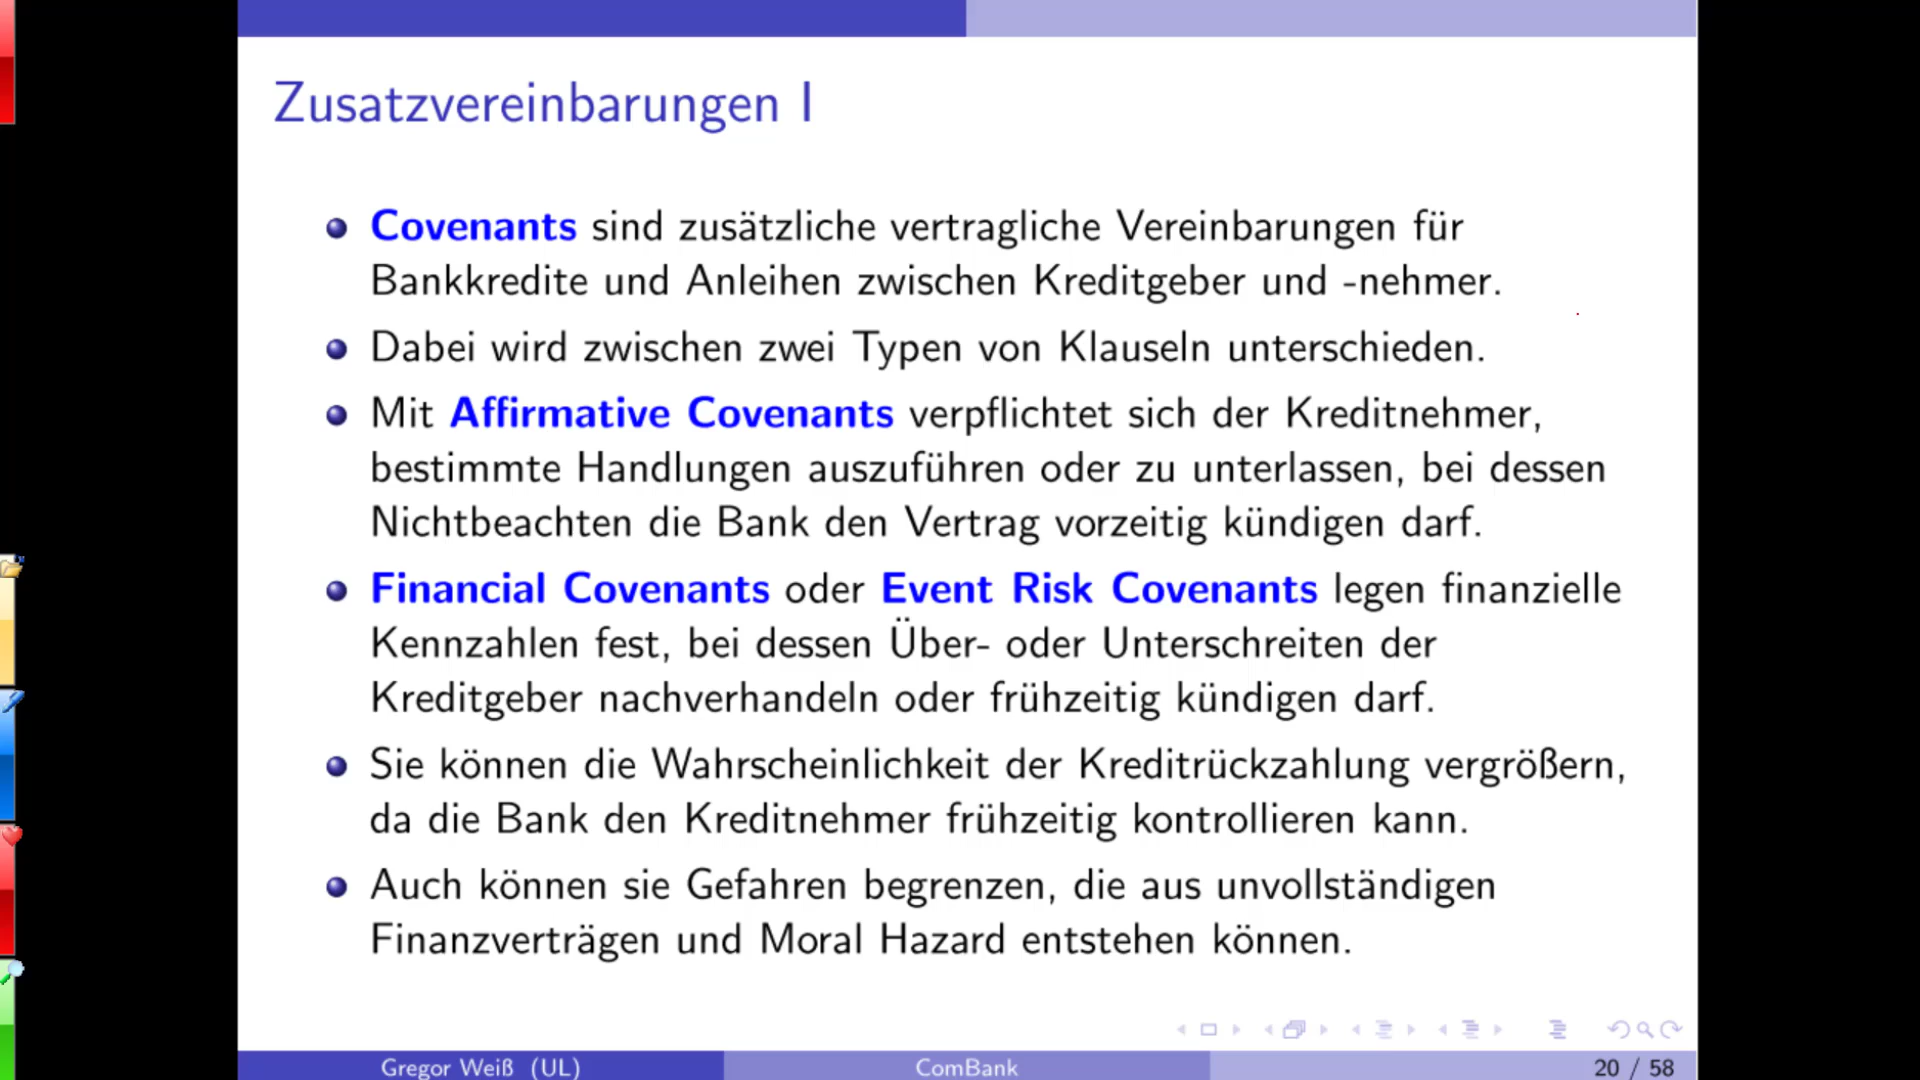 Zusatzvereinbarungen I
Covenants sind zusätzliche vertragliche Vereinbarungen für
Bankkredite und Anleihen zwischen Kreditgeber und -nehmer.
Dabei wird zwischen zwei Typen von Klauseln unterschieden.
Mit Affirmative Covenants verpflichtet sich der Kreditnehmer,
bestimmte Handlungen auszuführen oder zu unterlassen, bei dessen
Nichtbeachten die Bank den Vertrag vorzeitig kündigen darf.
Financial Covenants oder Event Risk Covenants legen finanzielle
Kennzahlen fest, bei dessen Über- oder Unterschreiten der
Kreditgeber nachverhandeln oder frühzeitig kündigen darf.
Sie können die Wahrscheinlichkeit der Kreditrückzahlung vergrößern,
da die Bank den Kreditnehmer frühzeitig kontrollieren kann.
Auch können sie Gefahren begrenzen, die aus unvollständigen
Finanzverträgen und Moral Hazard entstehen können.
Gregor Weiß (UL) ComBank 20 / 58